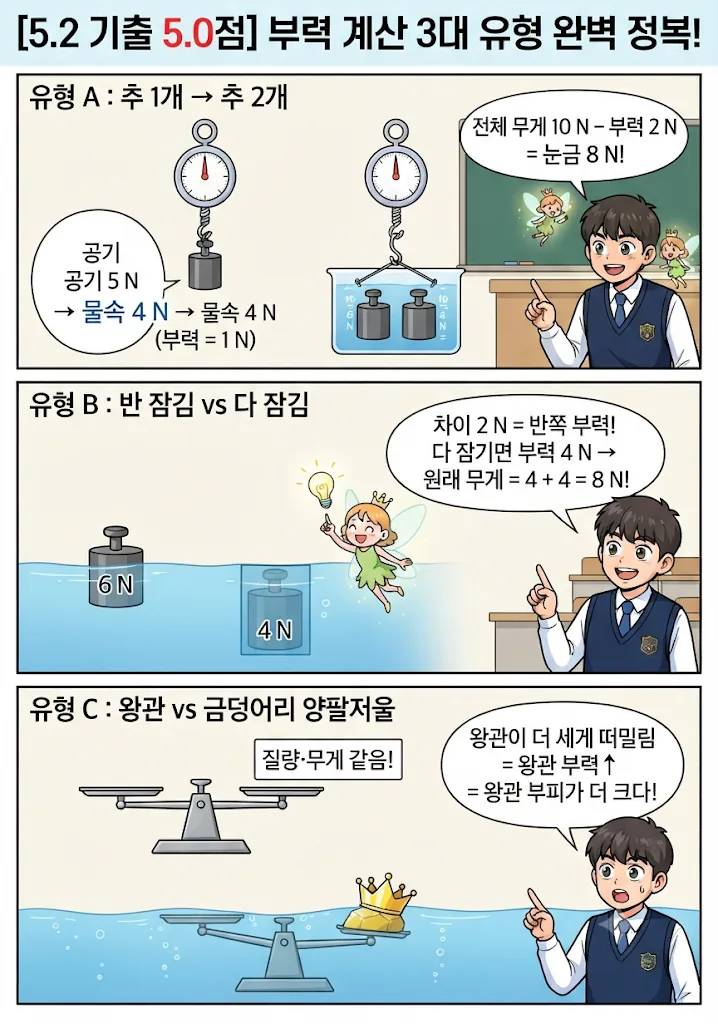 [5.2 기출 5.0점] 부력 계산 3대 유형 완벽 정복!
유형 A : 추 1개 → 추 2개
전체 무게 10 N – 부력 2 N
= 눈금 8 N!
공기
공기 5 N
→ 물속 4 N → 물속 4 N
(부력 = 1 N)
유형 B : 반 잠김 vs 다 잠김
차이 2 N = 반쪽 부력!
다 잠기면 부력 4 N →
원래 무게 = 4 + 4 = 8 N!
6 N
4 N
유형 C : 왕관 vs 금덩어리 양팔저울
질량·무게 같음!
왕관이 더 세게 떠밀림
= 왕관 부력↑
= 왕관 부피가 더 크다!